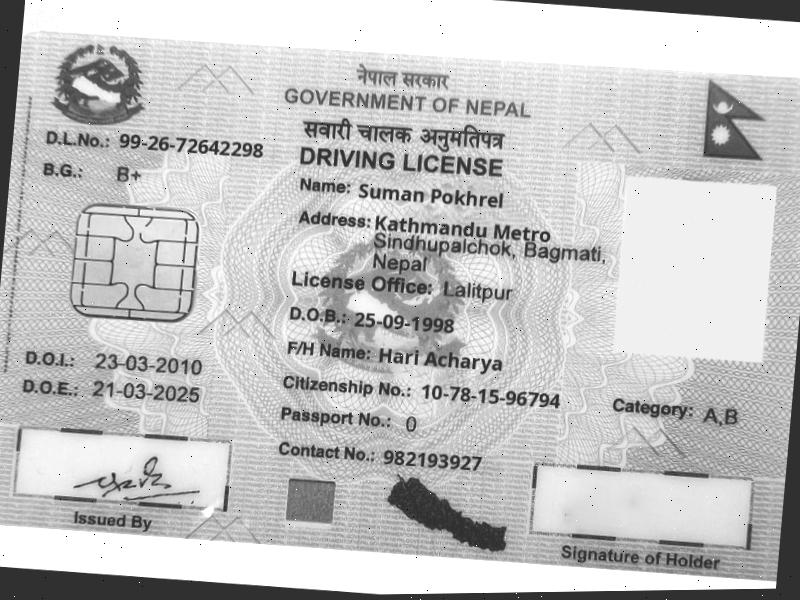 नेपाल सरकार
GOVERNMENT OF NEPAL
सवारी चालक अनुमतिपत्र
DRIVING LICENSE
D.L.No.: 99-26-72642298
B.G.: B+
Name: Suman Pokhrel
Address: Kathmandu Metro
Sindhupalchok, Bagmati,
Nepal
License Office: Lalitpur
D.O.B.: 25-09-1998
F/H Name: Hari Acharya
D.O.I.: 23-03-2010
D.O.E.: 21-03-2025
Citizenship No.: 10-78-15-96794
Category: A,B
Passport No.: 0
Contact No.: 982193927
Issued By
Signature of Holder